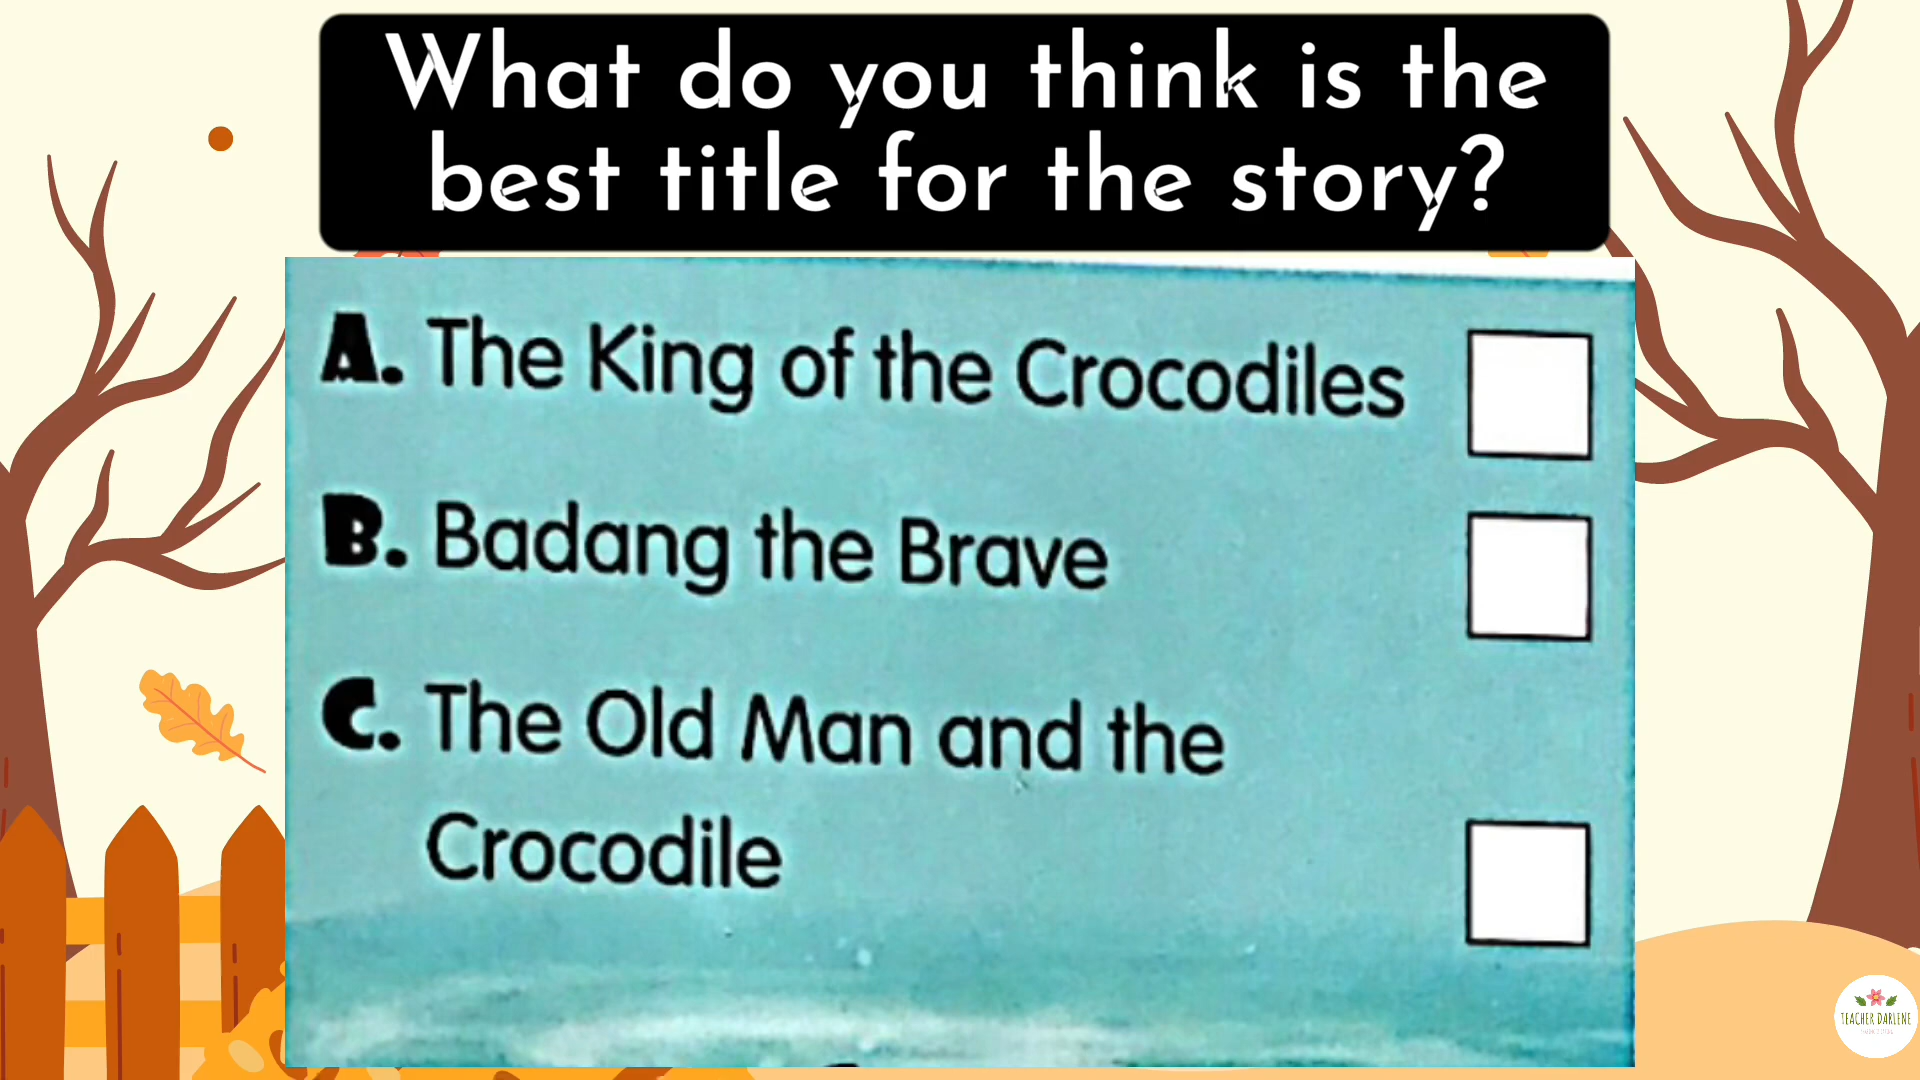 What do you think is the
best title for the story?
A. The King of the Crocodiles
B. Badang the Brave
C. The Old Man and the
Crocodile
TEACHER DARLENE